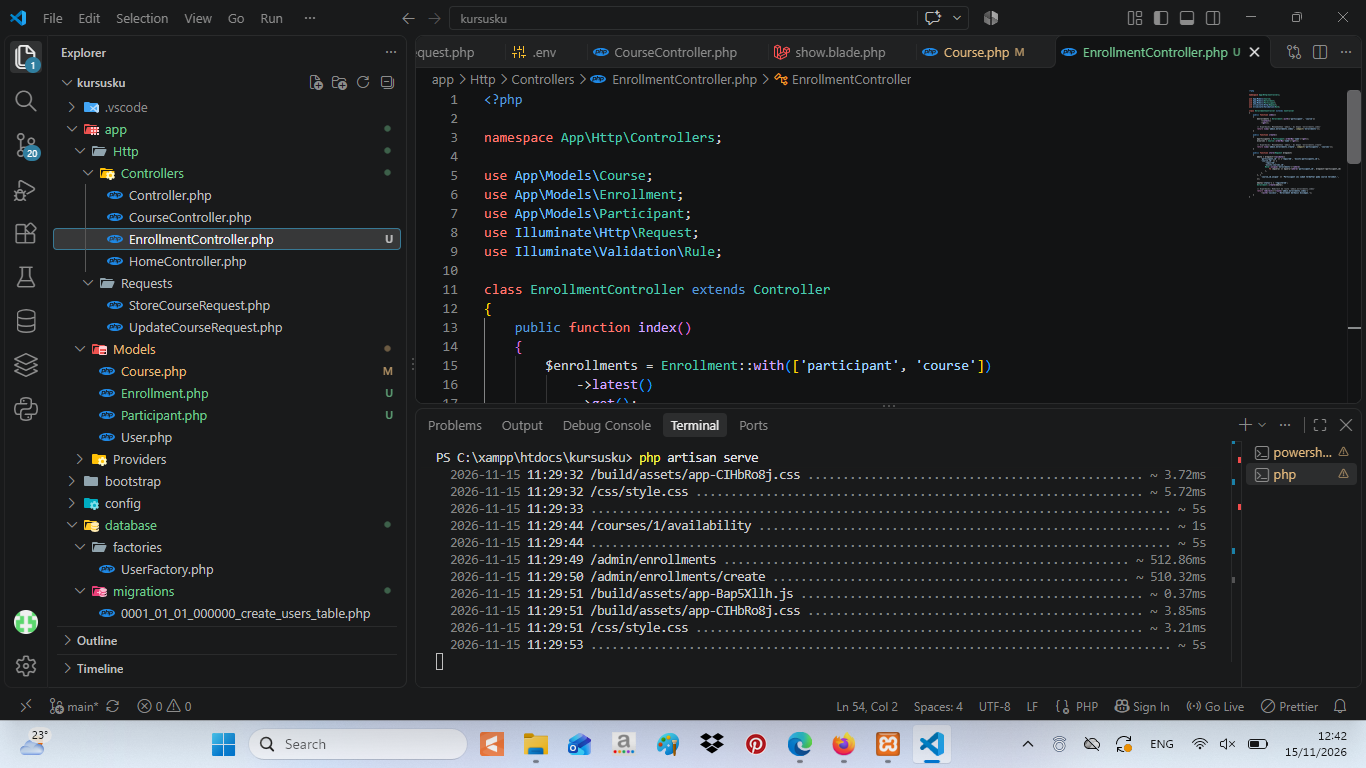 File Edit Selection View Go Run ··· kursusku
Explorer
kursusku
.vscode
app
Http
Controllers
Controller.php
CourseController.php
EnrollmentController.php U
HomeController.php
Requests
StoreCourseRequest.php
UpdateCourseRequest.php
Models
Course.php M
Enrollment.php U
Participant.php U
User.php
Providers
bootstrap
config
database
factories
UserFactory.php
migrations
0001_01_01_000000_create_users_table.php
Outline
Timeline
quest.php .env CourseController.php show.blade.php Course.php M EnrollmentController.php U
app > Http > Controllers > EnrollmentController.php > EnrollmentController
1 <?php
2
3 namespace App\Http\Controllers;
4
5 use App\Models\Course;
6 use App\Models\Enrollment;
7 use App\Models\Participant;
8 use Illuminate\Http\Request;
9 use Illuminate\Validation\Rule;
10
11 class EnrollmentController extends Controller
12 {
13 public function index()
14 {
15 $enrollments = Enrollment::with(['participant', 'course'])
16 ->latest()
17 ->get();
Problems Output Debug Console Terminal Ports
PS C:\xampp\htdocs\kursusku> php artisan serve
2026-11-15 11:29:32 /build/assets/app-CIHbRo8j.css ~ 3.72ms
2026-11-15 11:29:32 /css/style.css ~ 5.72ms
2026-11-15 11:29:33 ~ 5s
2026-11-15 11:29:44 /courses/1/availability ~ 1s
2026-11-15 11:29:44 ~ 5s
2026-11-15 11:29:49 /admin/enrollments ~ 512.86ms
2026-11-15 11:29:50 /admin/enrollments/create ~ 510.32ms
2026-11-15 11:29:51 /build/assets/app-Bap5Xllh.js ~ 0.37ms
2026-11-15 11:29:51 /build/assets/app-CIHbRo8j.css ~ 3.85ms
2026-11-15 11:29:51 /css/style.css ~ 3.21ms
2026-11-15 11:29:53 ~ 5s
powersh...
php
1
20
main* 0 0 Ln 54, Col 2 Spaces: 4 UTF-8 LF PHP Sign In Go Live Prettier
23°
Search
ENG
12:42
15/11/2026